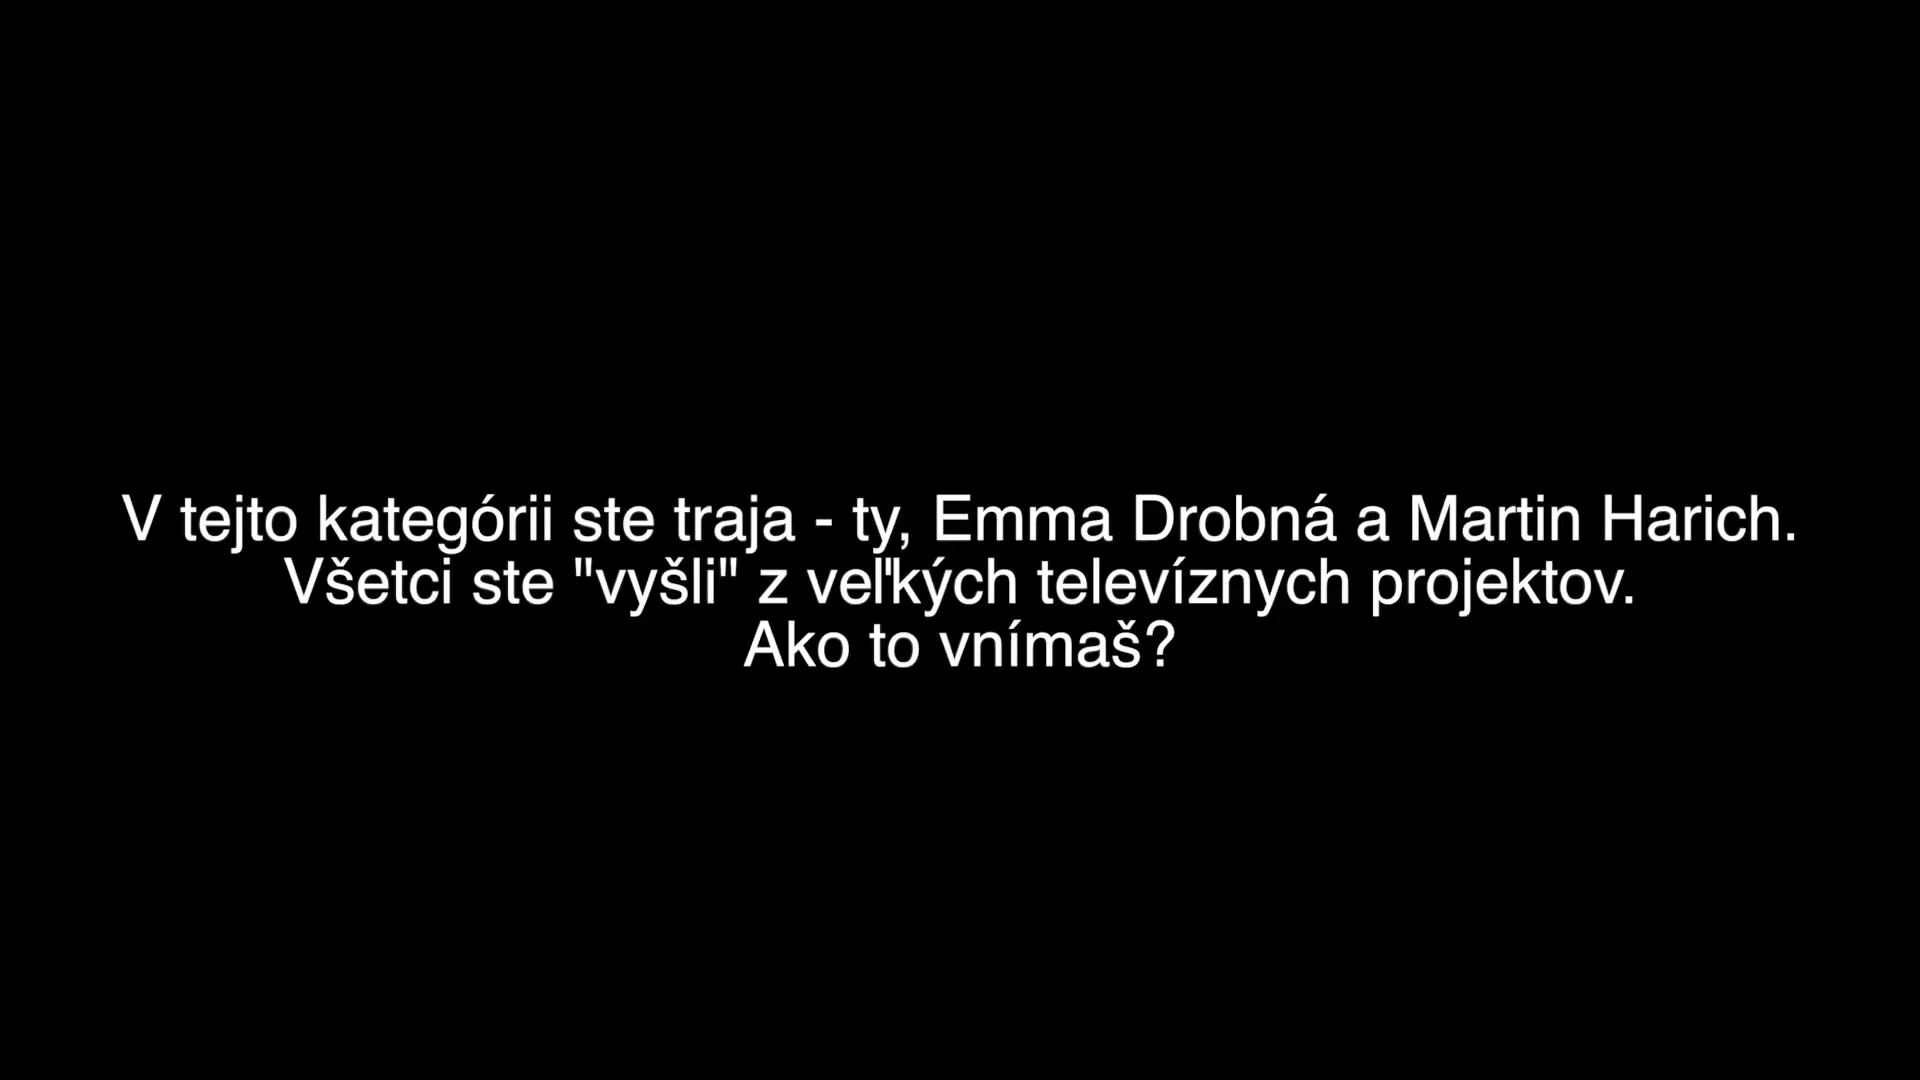 V tejto kategórii ste traja - ty, Emma Drobná a Martin Harich.
Všetci ste "vyšli" z veľkých televíznych projektov.
Ako to vnímaš?